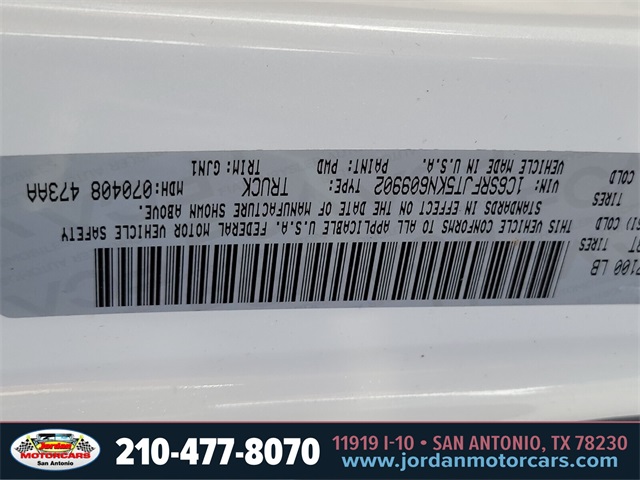 THIS VEHICLE CONFORMS TO ALL APPLICABLE U.S.A. FEDERAL MOTOR VEHICLE SAFETY
STANDARDS IN EFFECT ON THE DATE OF MANUFACTURE SHOWN ABOVE.
VIN: 1C6SRFJT5KN609902 TYPE: TRUCK MDH:070408 473AA
VEHICLE MADE IN U.S.A. PAINT: PWD TRIM:GJN1
P100 LB
TIRES
COLD
TIRES
COLD
Jordan
MOTORCARS
San Antonio
210-477-8070
11919 I-10 • SAN ANTONIO, TX 78230
www.jordanmotorcars.com